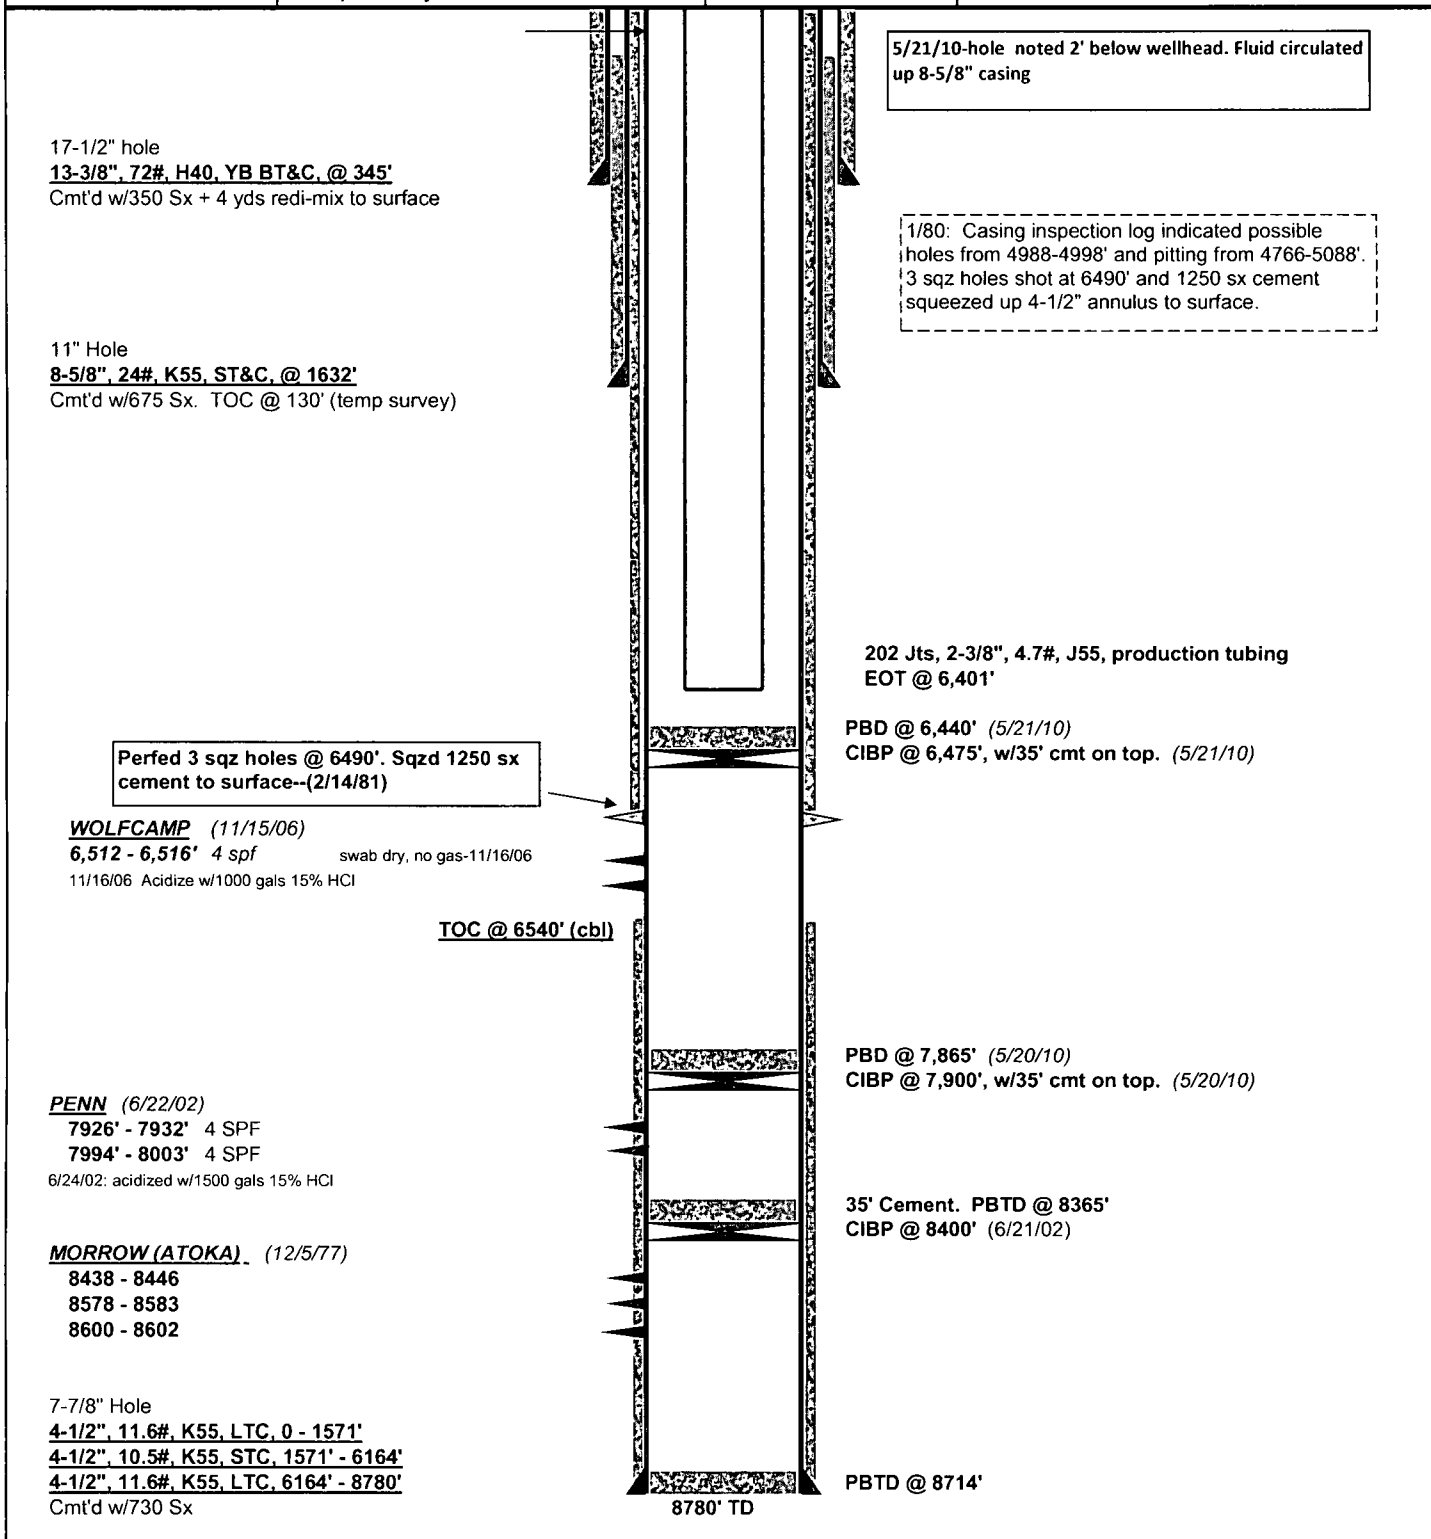 5/21/10-hole noted 2' below wellhead. Fluid circulated
up 8-5/8" casing
17-1/2" hole
13-3/8", 72#, H40, YB BT&C, @ 345'
Cmt'd w/350 Sx + 4 yds redi-mix to surface
1/80: Casing inspection log indicated possible
holes from 4988-4998' and pitting from 4766-5088'.
3 sqz holes shot at 6490' and 1250 sx cement
squeezed up 4-1/2" annulus to surface.
11" Hole
8-5/8", 24#, K55, ST&C, @ 1632'
Cmt'd w/675 Sx. TOC @ 130' (temp survey)
202 Jts, 2-3/8", 4.7#, J55, production tubing
EOT @ 6,401'
PBD @ 6,440' (5/21/10)
CIBP @ 6,475', w/35' cmt on top. (5/21/10)
Perfed 3 sqz holes @ 6490'. Sqzd 1250 sx
cement to surface--(2/14/81)
WOLFCAMP (11/15/06)
6,512 - 6,516' 4 spf swab dry, no gas-11/16/06
11/16/06 Acidize w/1000 gals 15% HCl
TOC @ 6540' (cbl)
PBD @ 7,865' (5/20/10)
CIBP @ 7,900', w/35' cmt on top. (5/20/10)
PENN (6/22/02)
7926' - 7932' 4 SPF
7994' - 8003' 4 SPF
6/24/02: acidized w/1500 gals 15% HCl
35' Cement. PBTD @ 8365'
CIBP @ 8400' (6/21/02)
MORROW (ATOKA) (12/5/77)
8438 - 8446
8578 - 8583
8600 - 8602
7-7/8" Hole
4-1/2", 11.6#, K55, LTC, 0 - 1571'
4-1/2", 10.5#, K55, STC, 1571' - 6164'
4-1/2", 11.6#, K55, LTC, 6164' - 8780'
Cmt'd w/730 Sx
PBTD @ 8714'
8780' TD